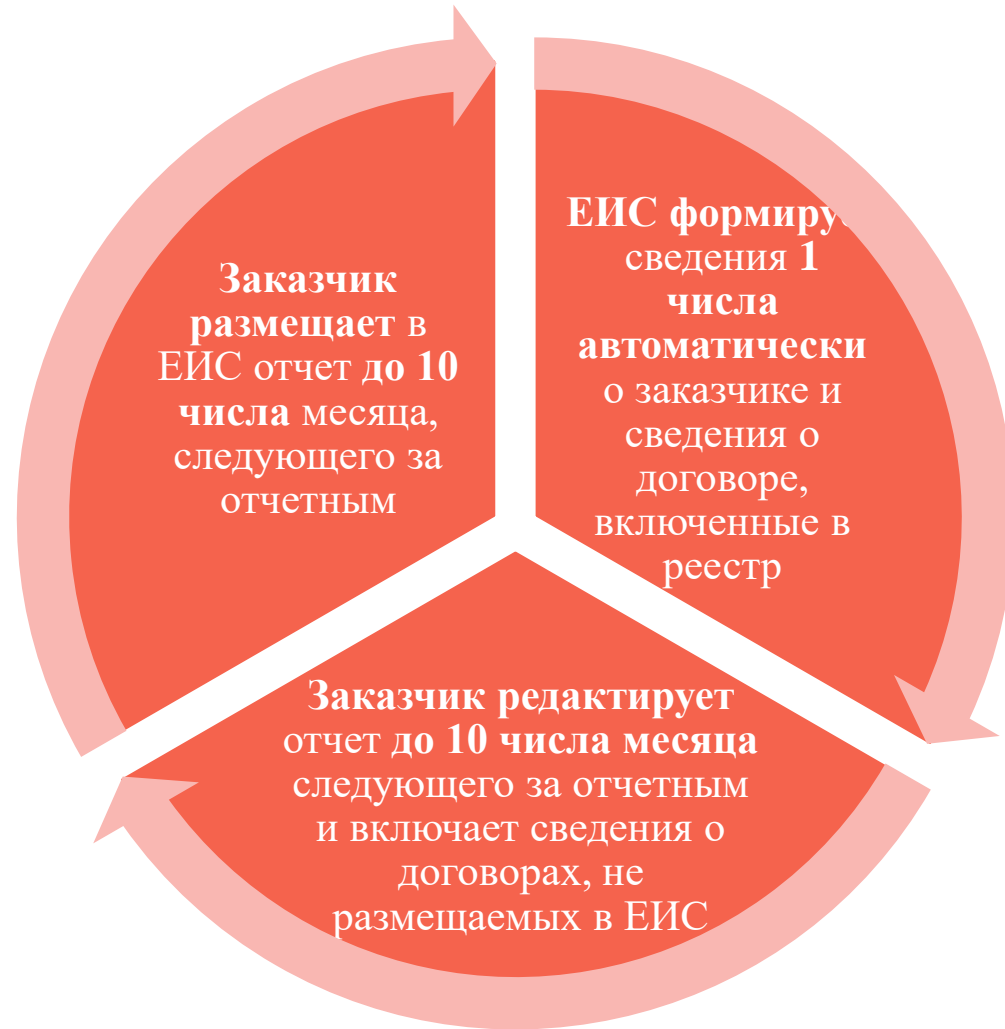 ЕИС формируе
сведения 1
числа
автоматически
о заказчике и
сведения о
договоре,
включенные в
реестр
Заказчик редактирует
отчет до 10 числа месяца
следующего за отчетным
и включает сведения о
договорах, не
размещаемых в ЕИС
Заказчик
размещает в
ЕИС отчет до 10
числа месяца,
следующего за
отчетным